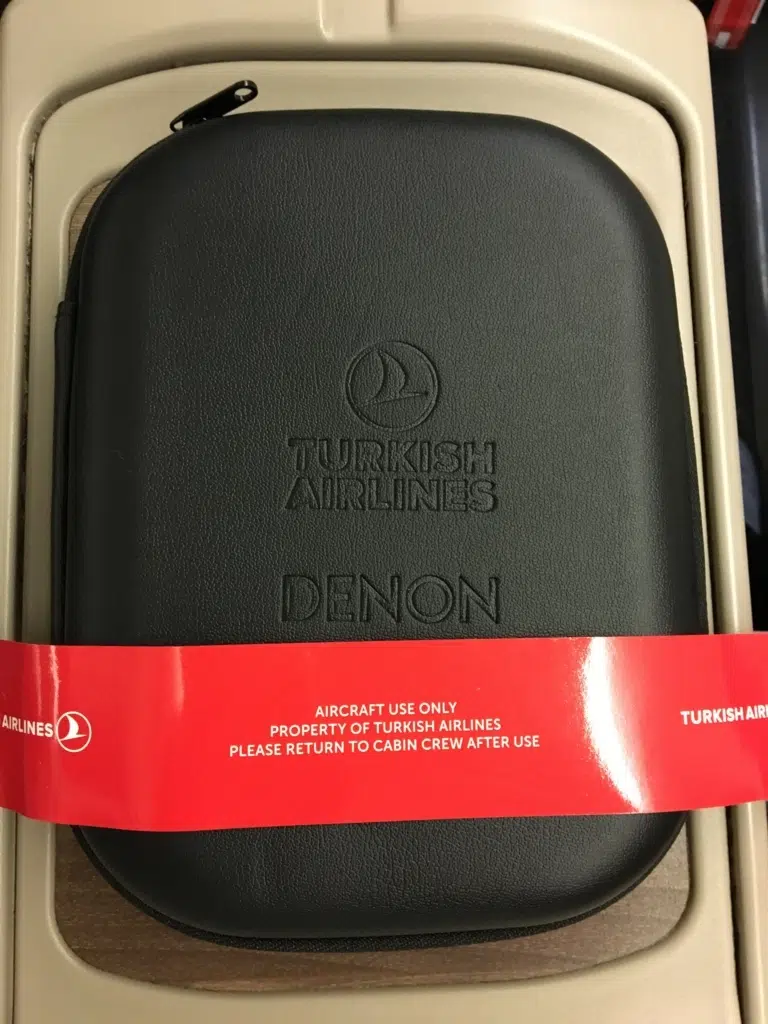 TURKISH
AIRLINES
DENON
AIRLINES
AIRCRAFT USE ONLY
PROPERTY OF TURKISH AIRLINES
PLEASE RETURN TO CABIN CREW AFTER USE
TURKISH AIR